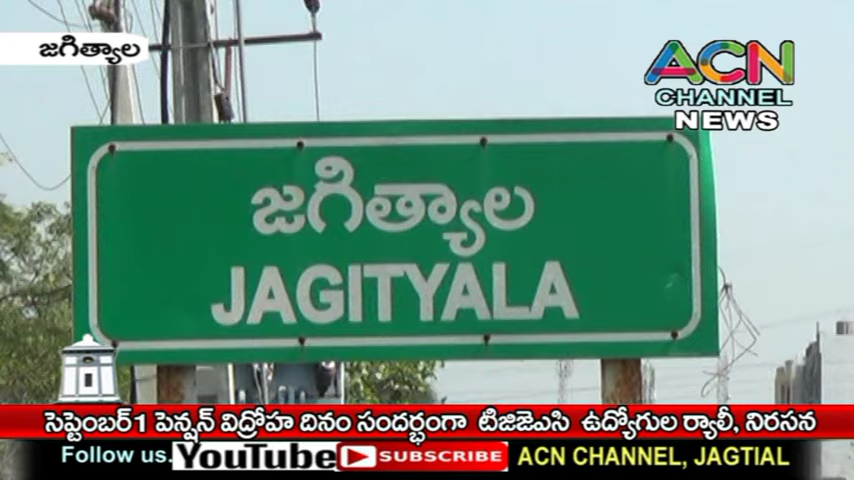 జగిత్యాల
ACN
CHANNEL
NEWS
జగిత్యాల
JAGITYALA
సెప్టెంబర్ 1 పెన్షన్ విద్రోహ దినం సందర్భంగా టిజిజెఎసి ఉద్యోగుల ర్యాలీ, నిరసన
Follow us. YouTube SUBSCRIBE ACN CHANNEL, JAGTIAL